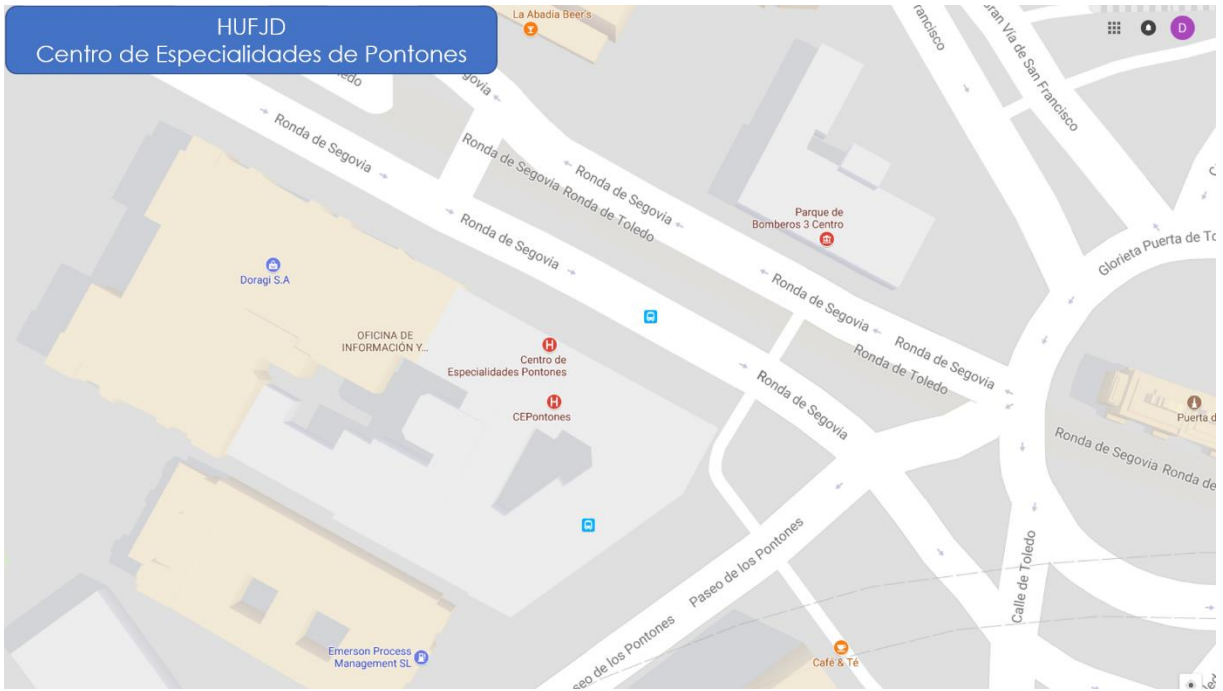 HUFJD
Centro de Especialidades de Pontones
La Abadia Beer's
Ronda de Segovia
Ronda de Segovia Ronda de Toledo
Ronda de Segovia
Gran Vía de San Francisco
Parque de
Bomberos 3 Centro
Glorieta Puerta de To
Doragi S.A
Ronda de Segovia
OFICINA DE
INFORMACIÓN Y...
Centro de
Especialidades Pontones
CEPontones
Ronda de Segovia
Ronda de Toledo
Ronda de Segovia
Ronda de Segovia
Puerta d
Ronda de Segovia Ronda de
Paseo de los Pontones
Paseo de los Pontones
Calle de Toledo
Emerson Process
Management SL
Café & Té
D